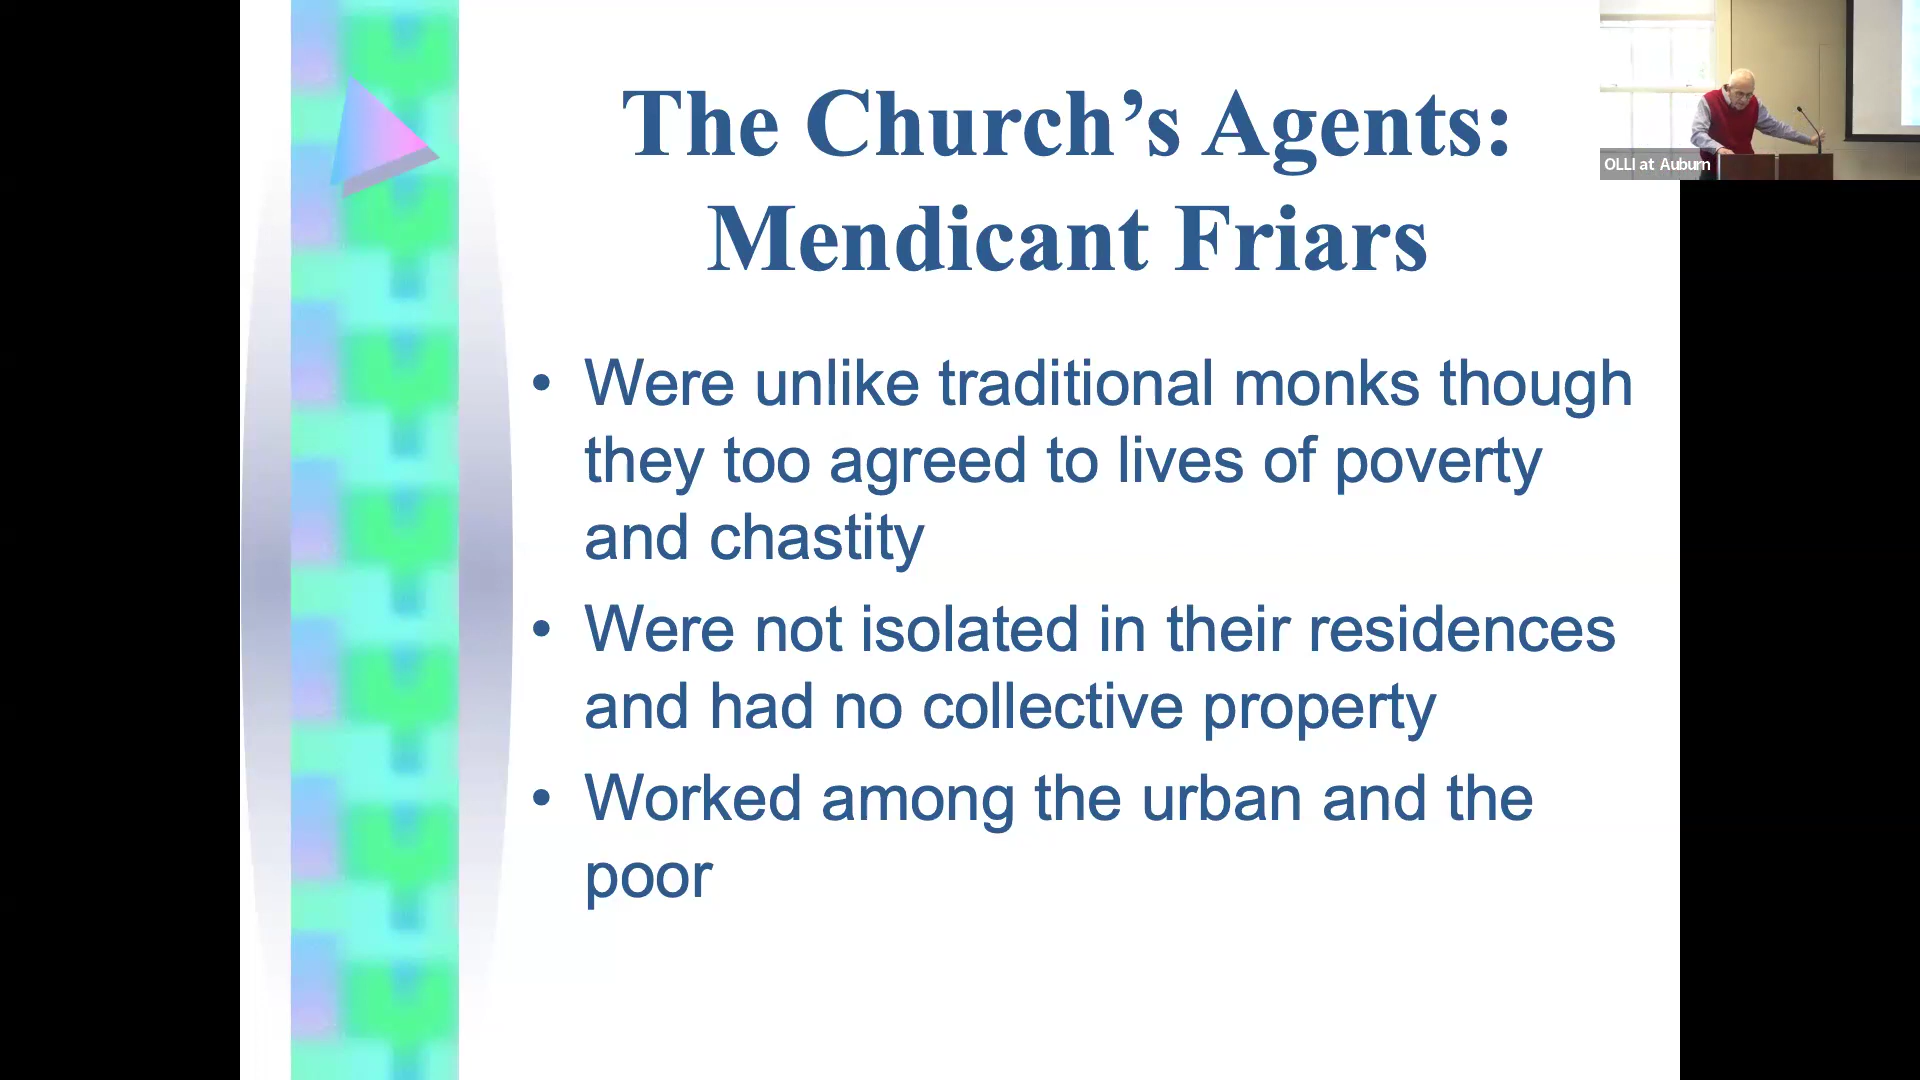 The Church’s Agents:
Mendicant Friars
OLLI at Auburn
• Were unlike traditional monks though
they too agreed to lives of poverty
and chastity
• Were not isolated in their residences
and had no collective property
• Worked among the urban and the
poor